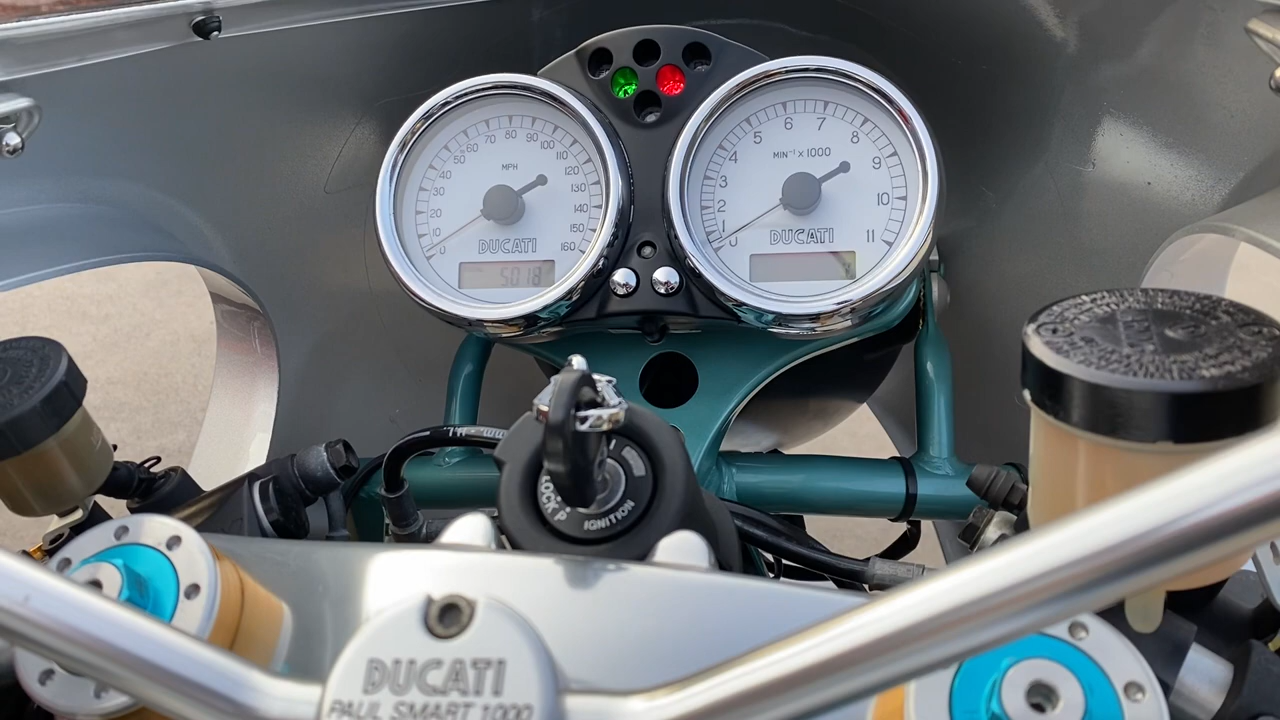 0 10 20 30 40 50 60 70 80 90 100 110 120 130 140 150 160
MPH
DUCATI
5018
0 1 2 3 4 5 6 7 8 9 10 11
MIN⁻¹ X 1000
DUCATI
LOCK P
IGNITION
DUCATI
PAUL SMART 1000